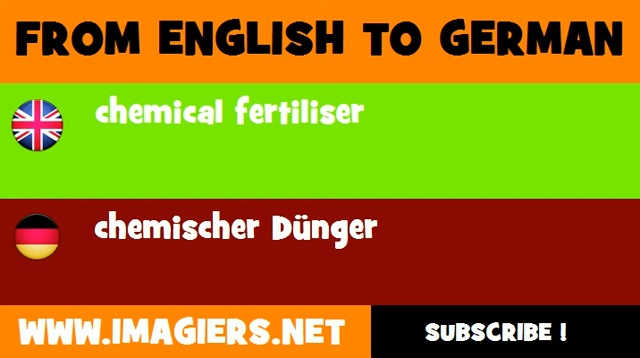 FROM ENGLISH TO GERMAN
chemical fertiliser
chemischer Dünger
WWW.IMAGIERS.NET
SUBSCRIBE !